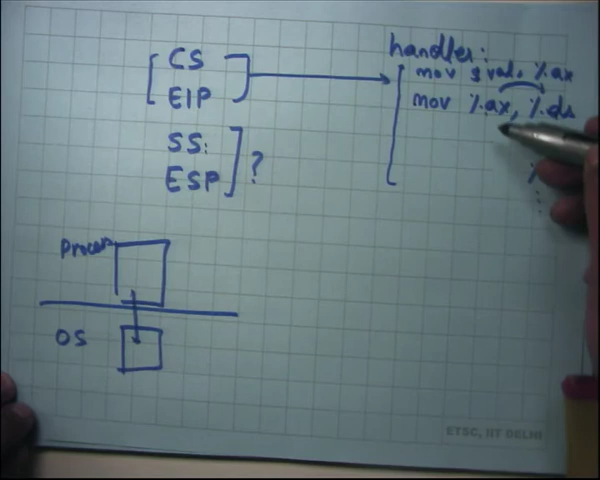 CS
EIP
SS:
ESP
?
handler:
mov $val, %ax
mov %ax, %ds
%
Process
OS
ETSC, IIT DELHI